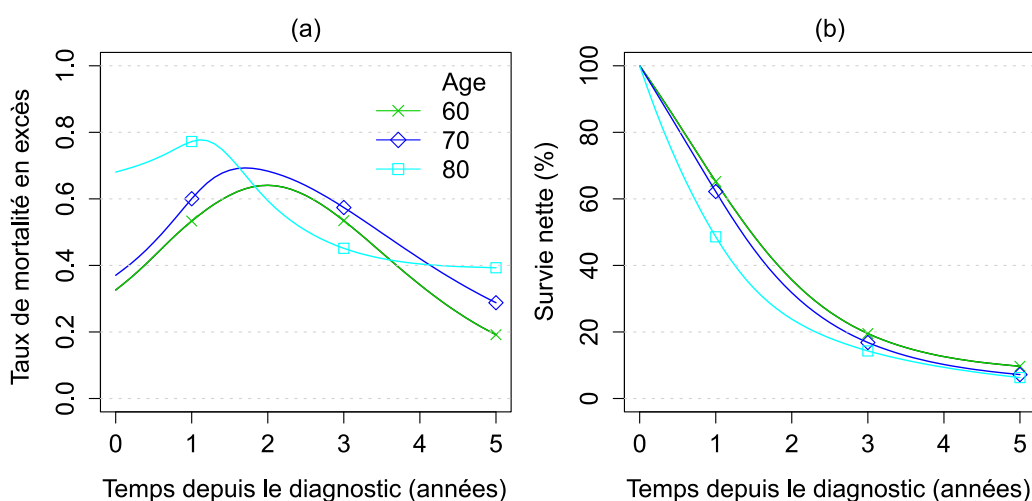 (a)
Taux de mortalité en excès
1.0
0.8
0.6
0.4
0.2
0.0
Age
60
70
80
0 1 2 3 4 5
Temps depuis le diagnostic (années)
(b)
Survie nette (%)
100
80
60
40
20
0
0 1 2 3 4 5
Temps depuis le diagnostic (années)